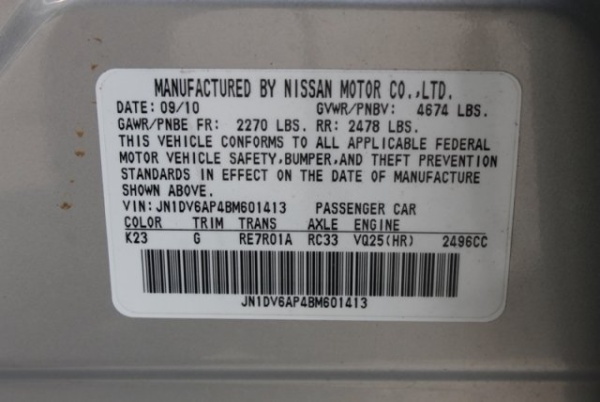 MANUFACTURED BY NISSAN MOTOR CO.,LTD.
DATE: 09/10 GVWR/PNBV: 4674 LBS.
GAWR/PNBE FR: 2270 LBS. RR: 2478 LBS.
THIS VEHICLE CONFORMS TO ALL APPLICABLE FEDERAL
MOTOR VEHICLE SAFETY,BUMPER,AND THEFT PREVENTION
STANDARDS IN EFFECT ON THE DATE OF MANUFACTURE
SHOWN ABOVE.
VIN: JN1DV6AP4BM601413 PASSENGER CAR
COLOR TRIM TRANS AXLE ENGINE
K23 G RE7R01A RC33 VQ25(HR) 2496CC
JN1DV6AP4BM601413